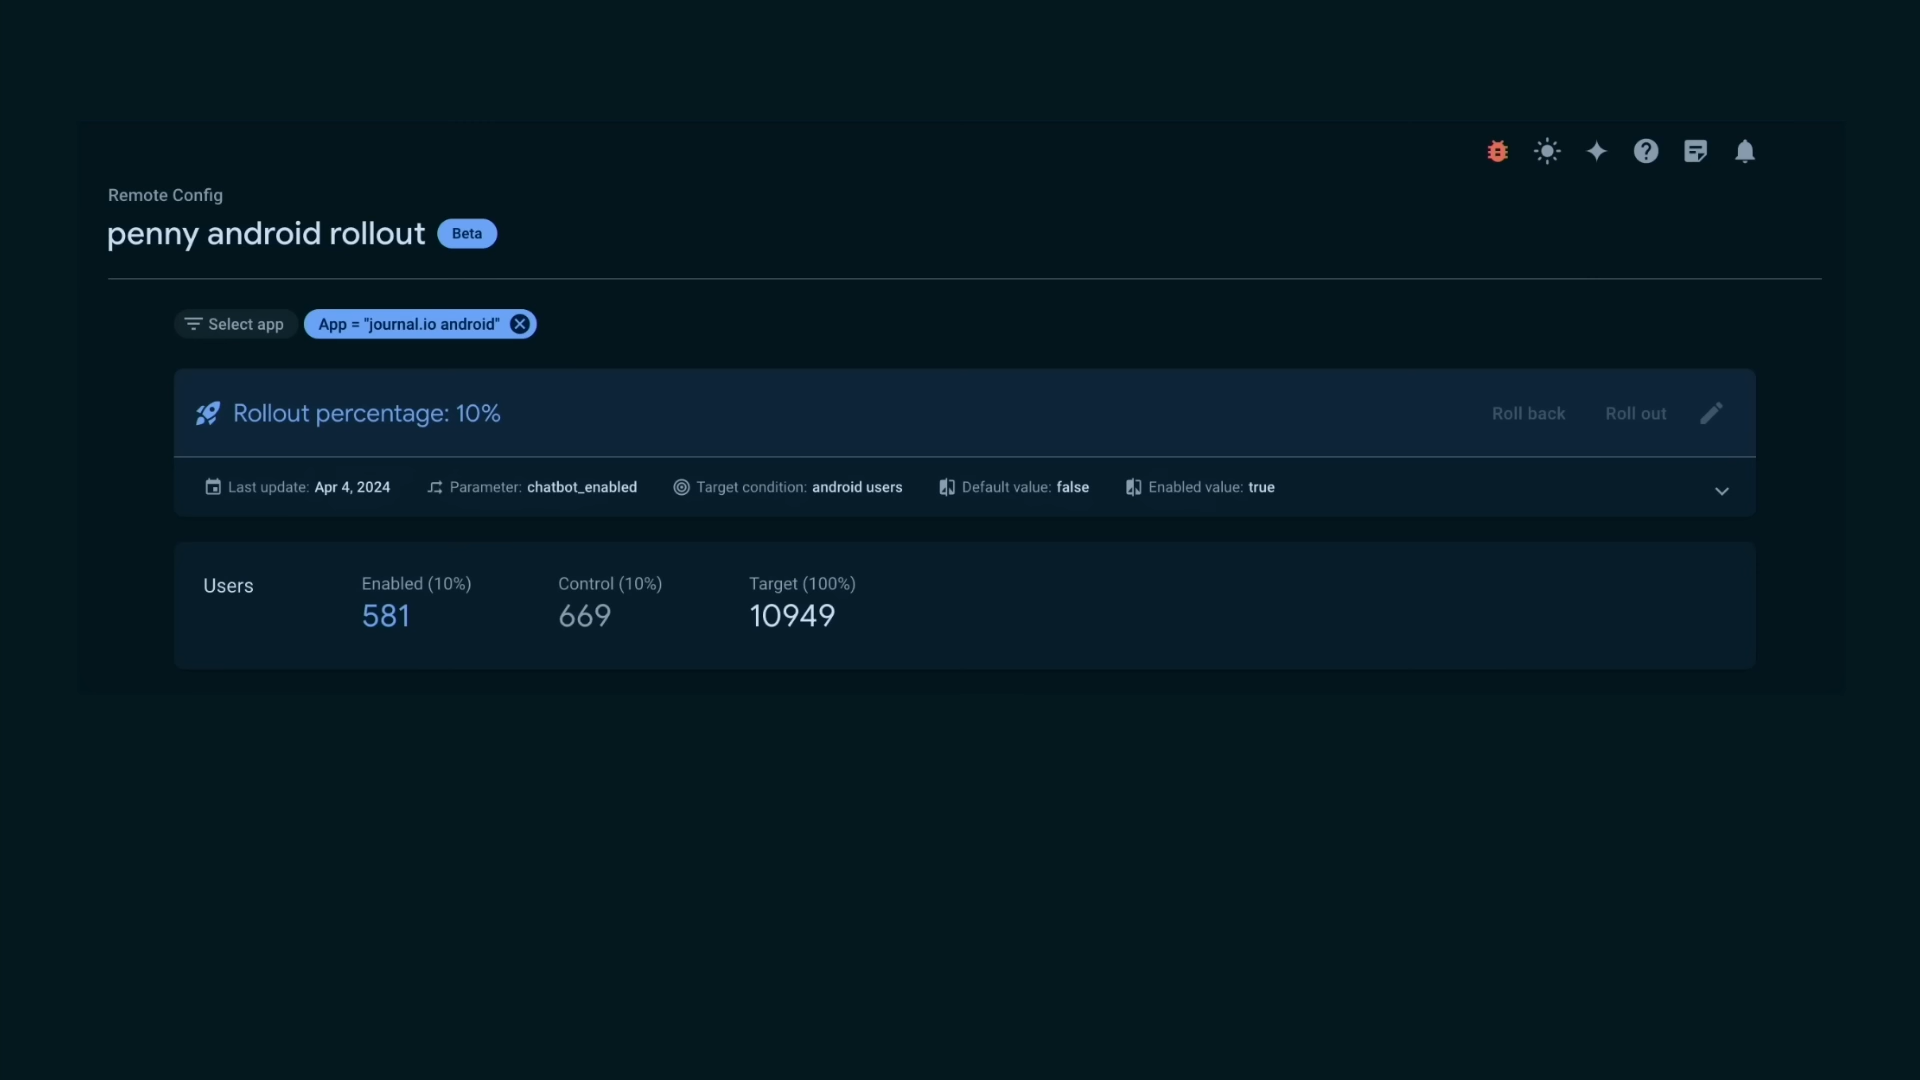 Remote Config
penny android rollout Beta
Select app App = "journal.io android"
Rollout percentage: 10% Roll back Roll out
Last update: Apr 4, 2024 Parameter: chatbot_enabled Target condition: android users Default value: false Enabled value: true
Users Enabled (10%) Control (10%) Target (100%)
581 669 10949